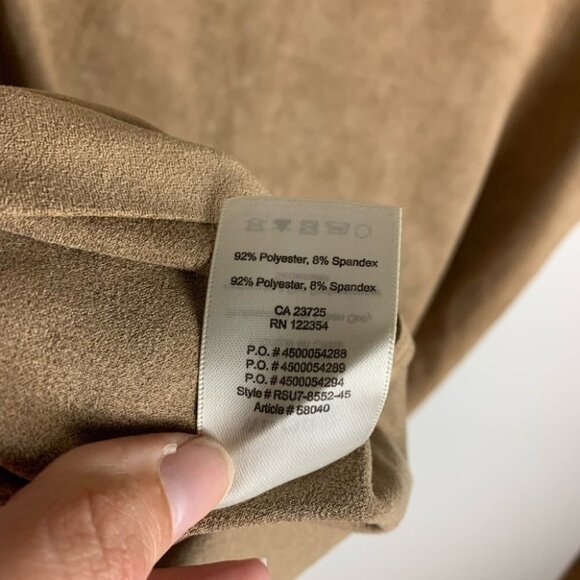 92% Polyester, 8% Spandex
92% Polyester, 8% Spandex
CA 23725
RN 122354
P.O. # 4500054288
P.O. # 4500054289
P.O. # 4500054294
Style # RSU7-8552-45
Article # 58040